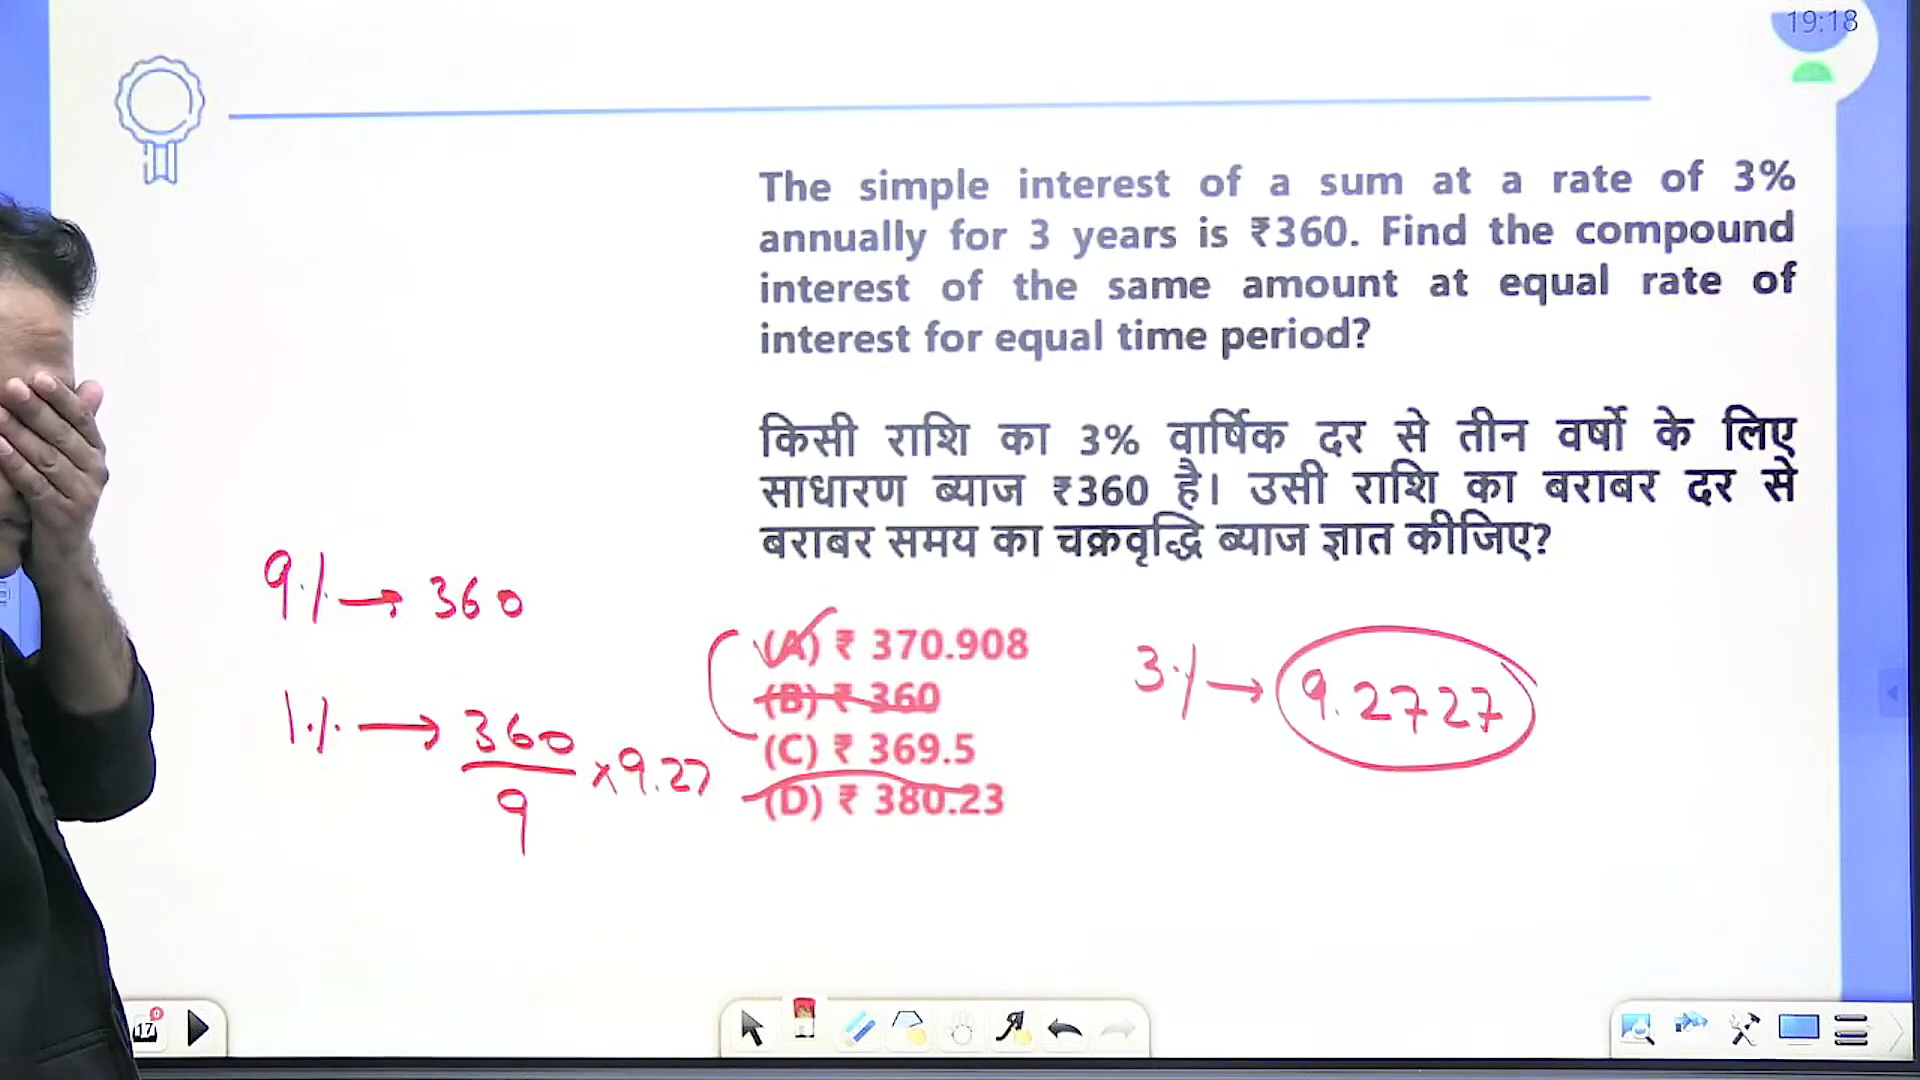 19:18
The simple interest of a sum at a rate of 3%
annually for 3 years is ₹360. Find the compound
interest of the same amount at equal rate of
interest for equal time period?
किसी राशि का 3% वार्षिक दर से तीन वर्षो के लिए
साधारण ब्याज ₹360 है। उसी राशि का बराबर दर से
बराबर समय का चक्रवृद्धि ब्याज ज्ञात कीजिए?
9% → 360
1% → 360/9 ×9.27
(A) ₹ 370.908
(B) ₹ 360
(C) ₹ 369.5
(D) ₹ 380.23
3% → 9.2727
17